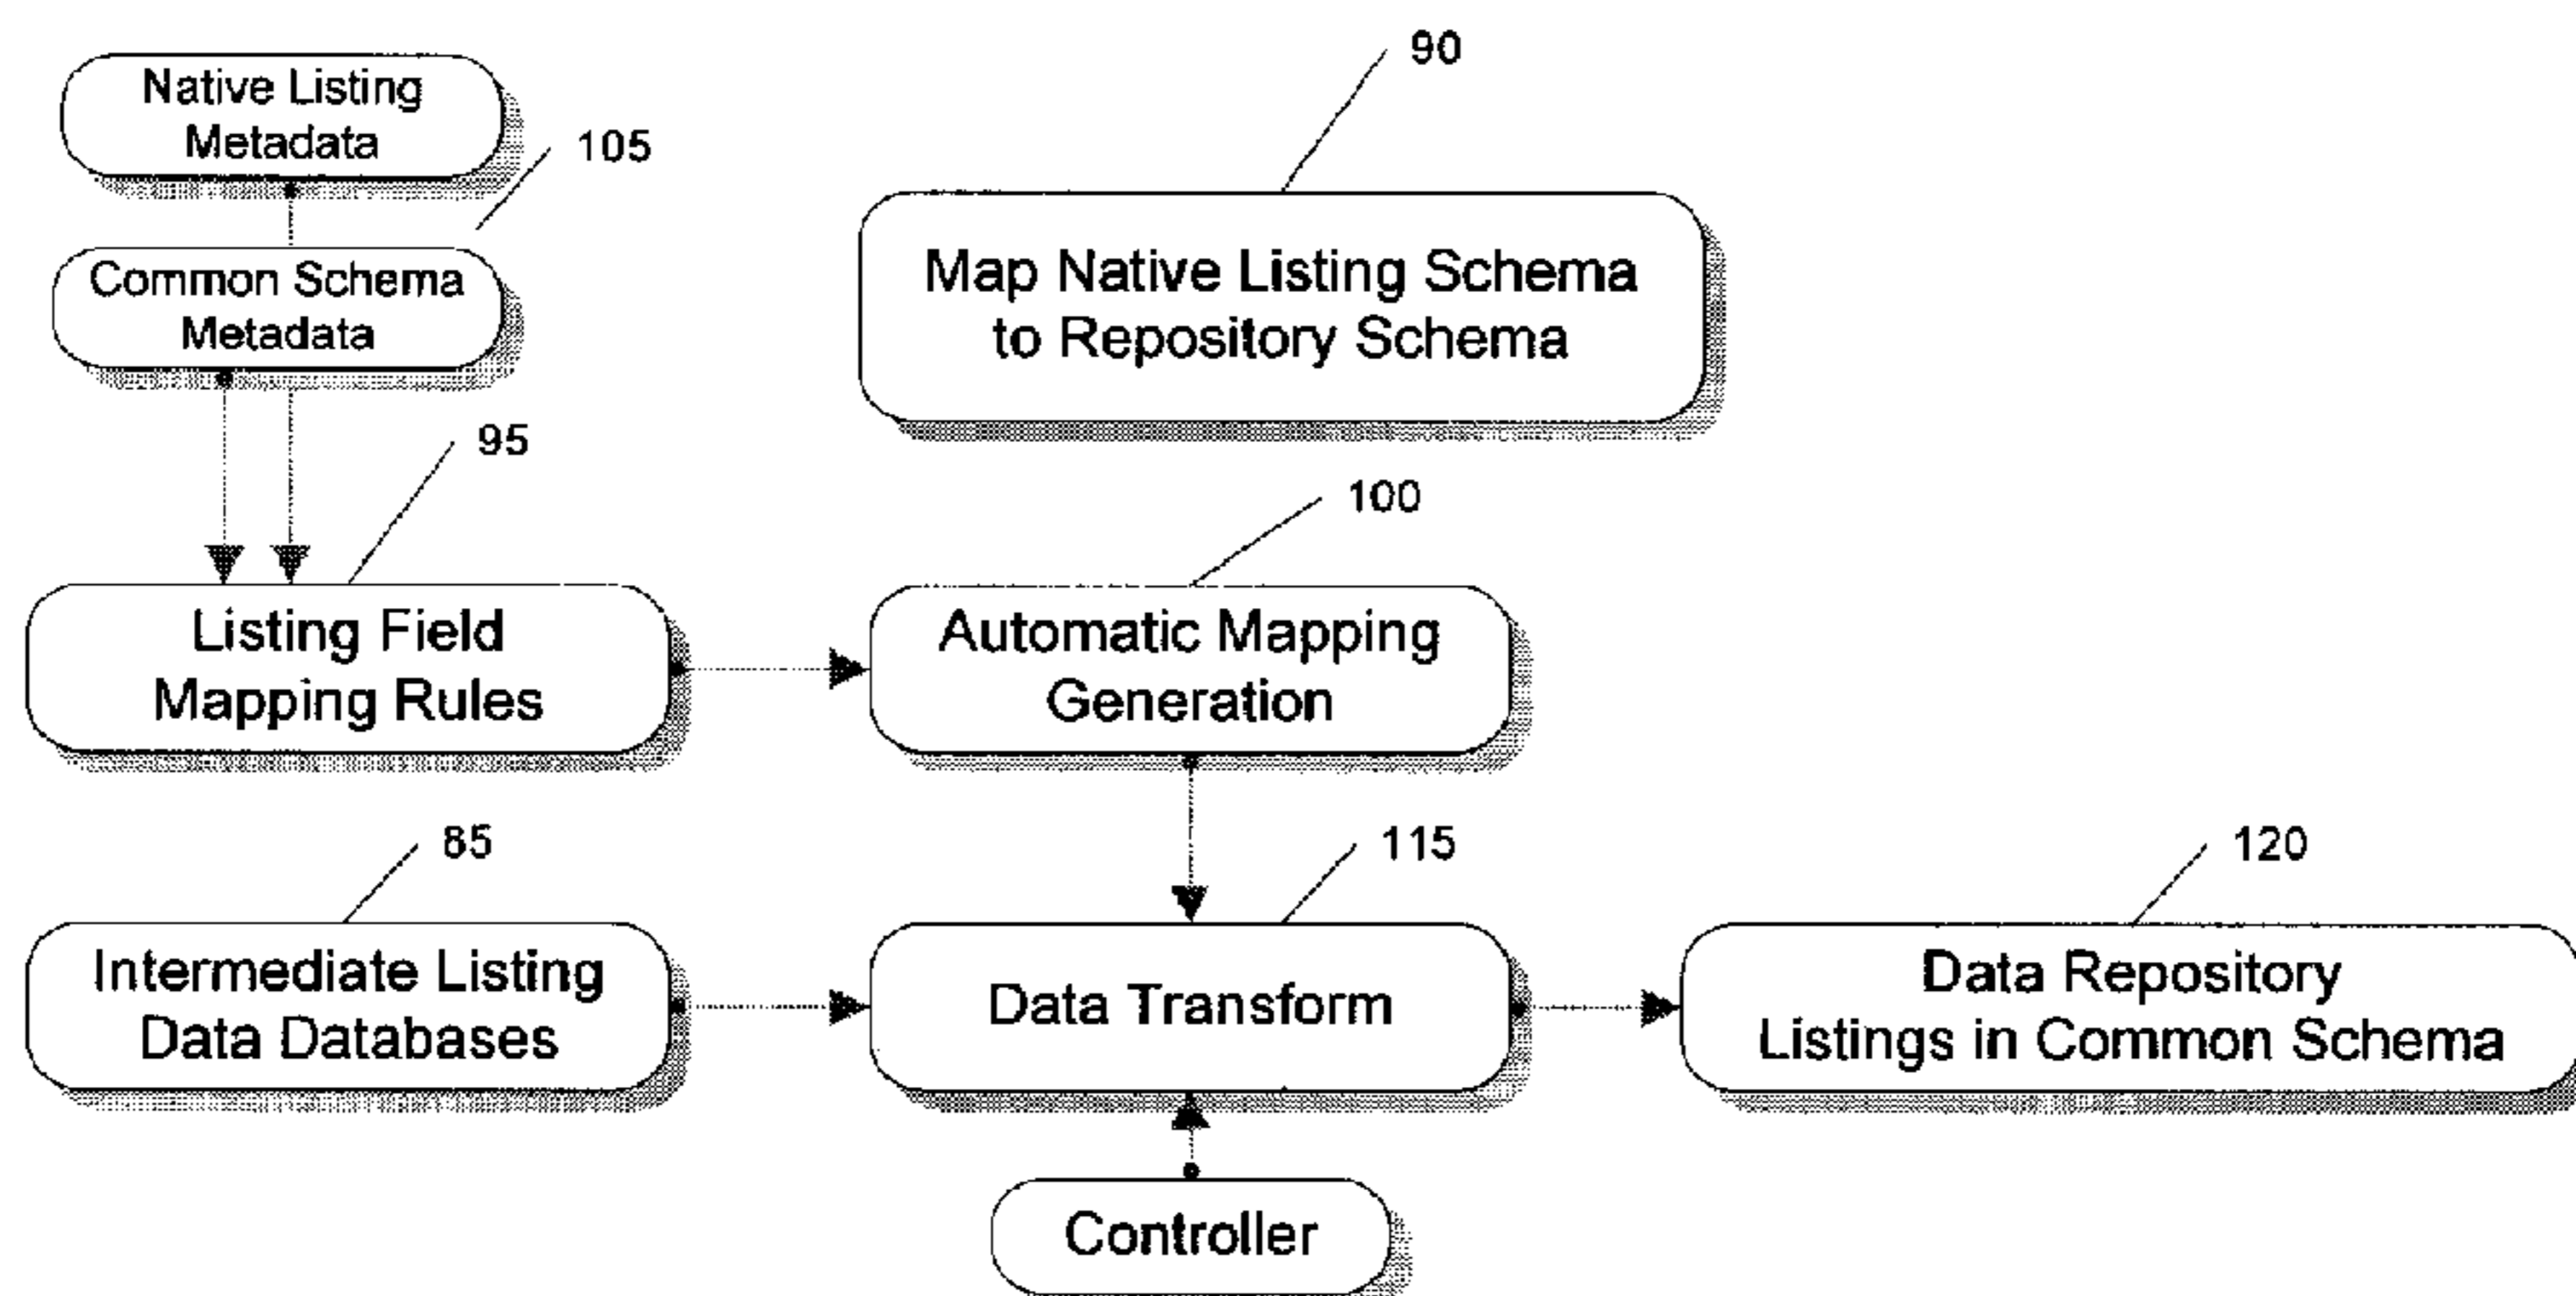 90
Native Listing
Metadata
105
Common Schema
Metadata
Map Native Listing Schema
to Repository Schema
95
100
Listing Field
Mapping Rules
Automatic Mapping
Generation
85
115
120
Intermediate Listing
Data Databases
Data Transform
Data Repository
Listings in Common Schema
Controller